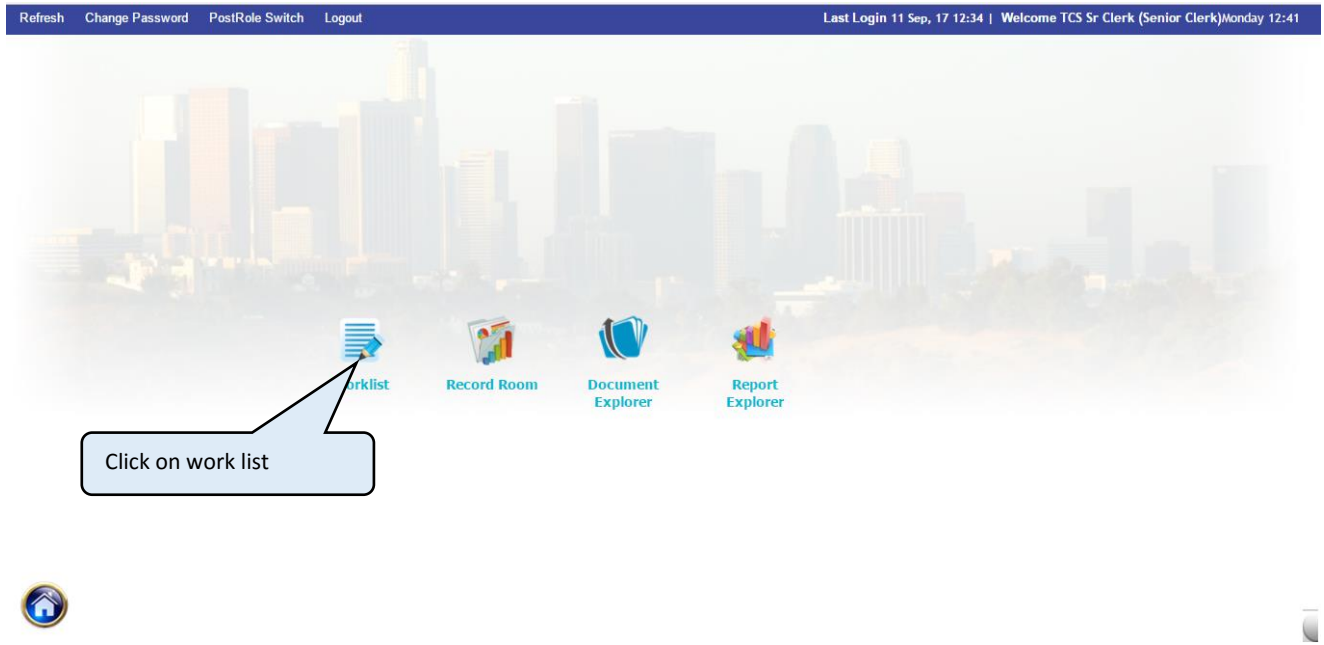 Refresh Change Password PostRole Switch Logout Last Login 11 Sep, 17 12:34 | Welcome TCS Sr Clerk (Senior Clerk)Monday 12:41
orklist Record Room Document Explorer Report Explorer
Click on work list